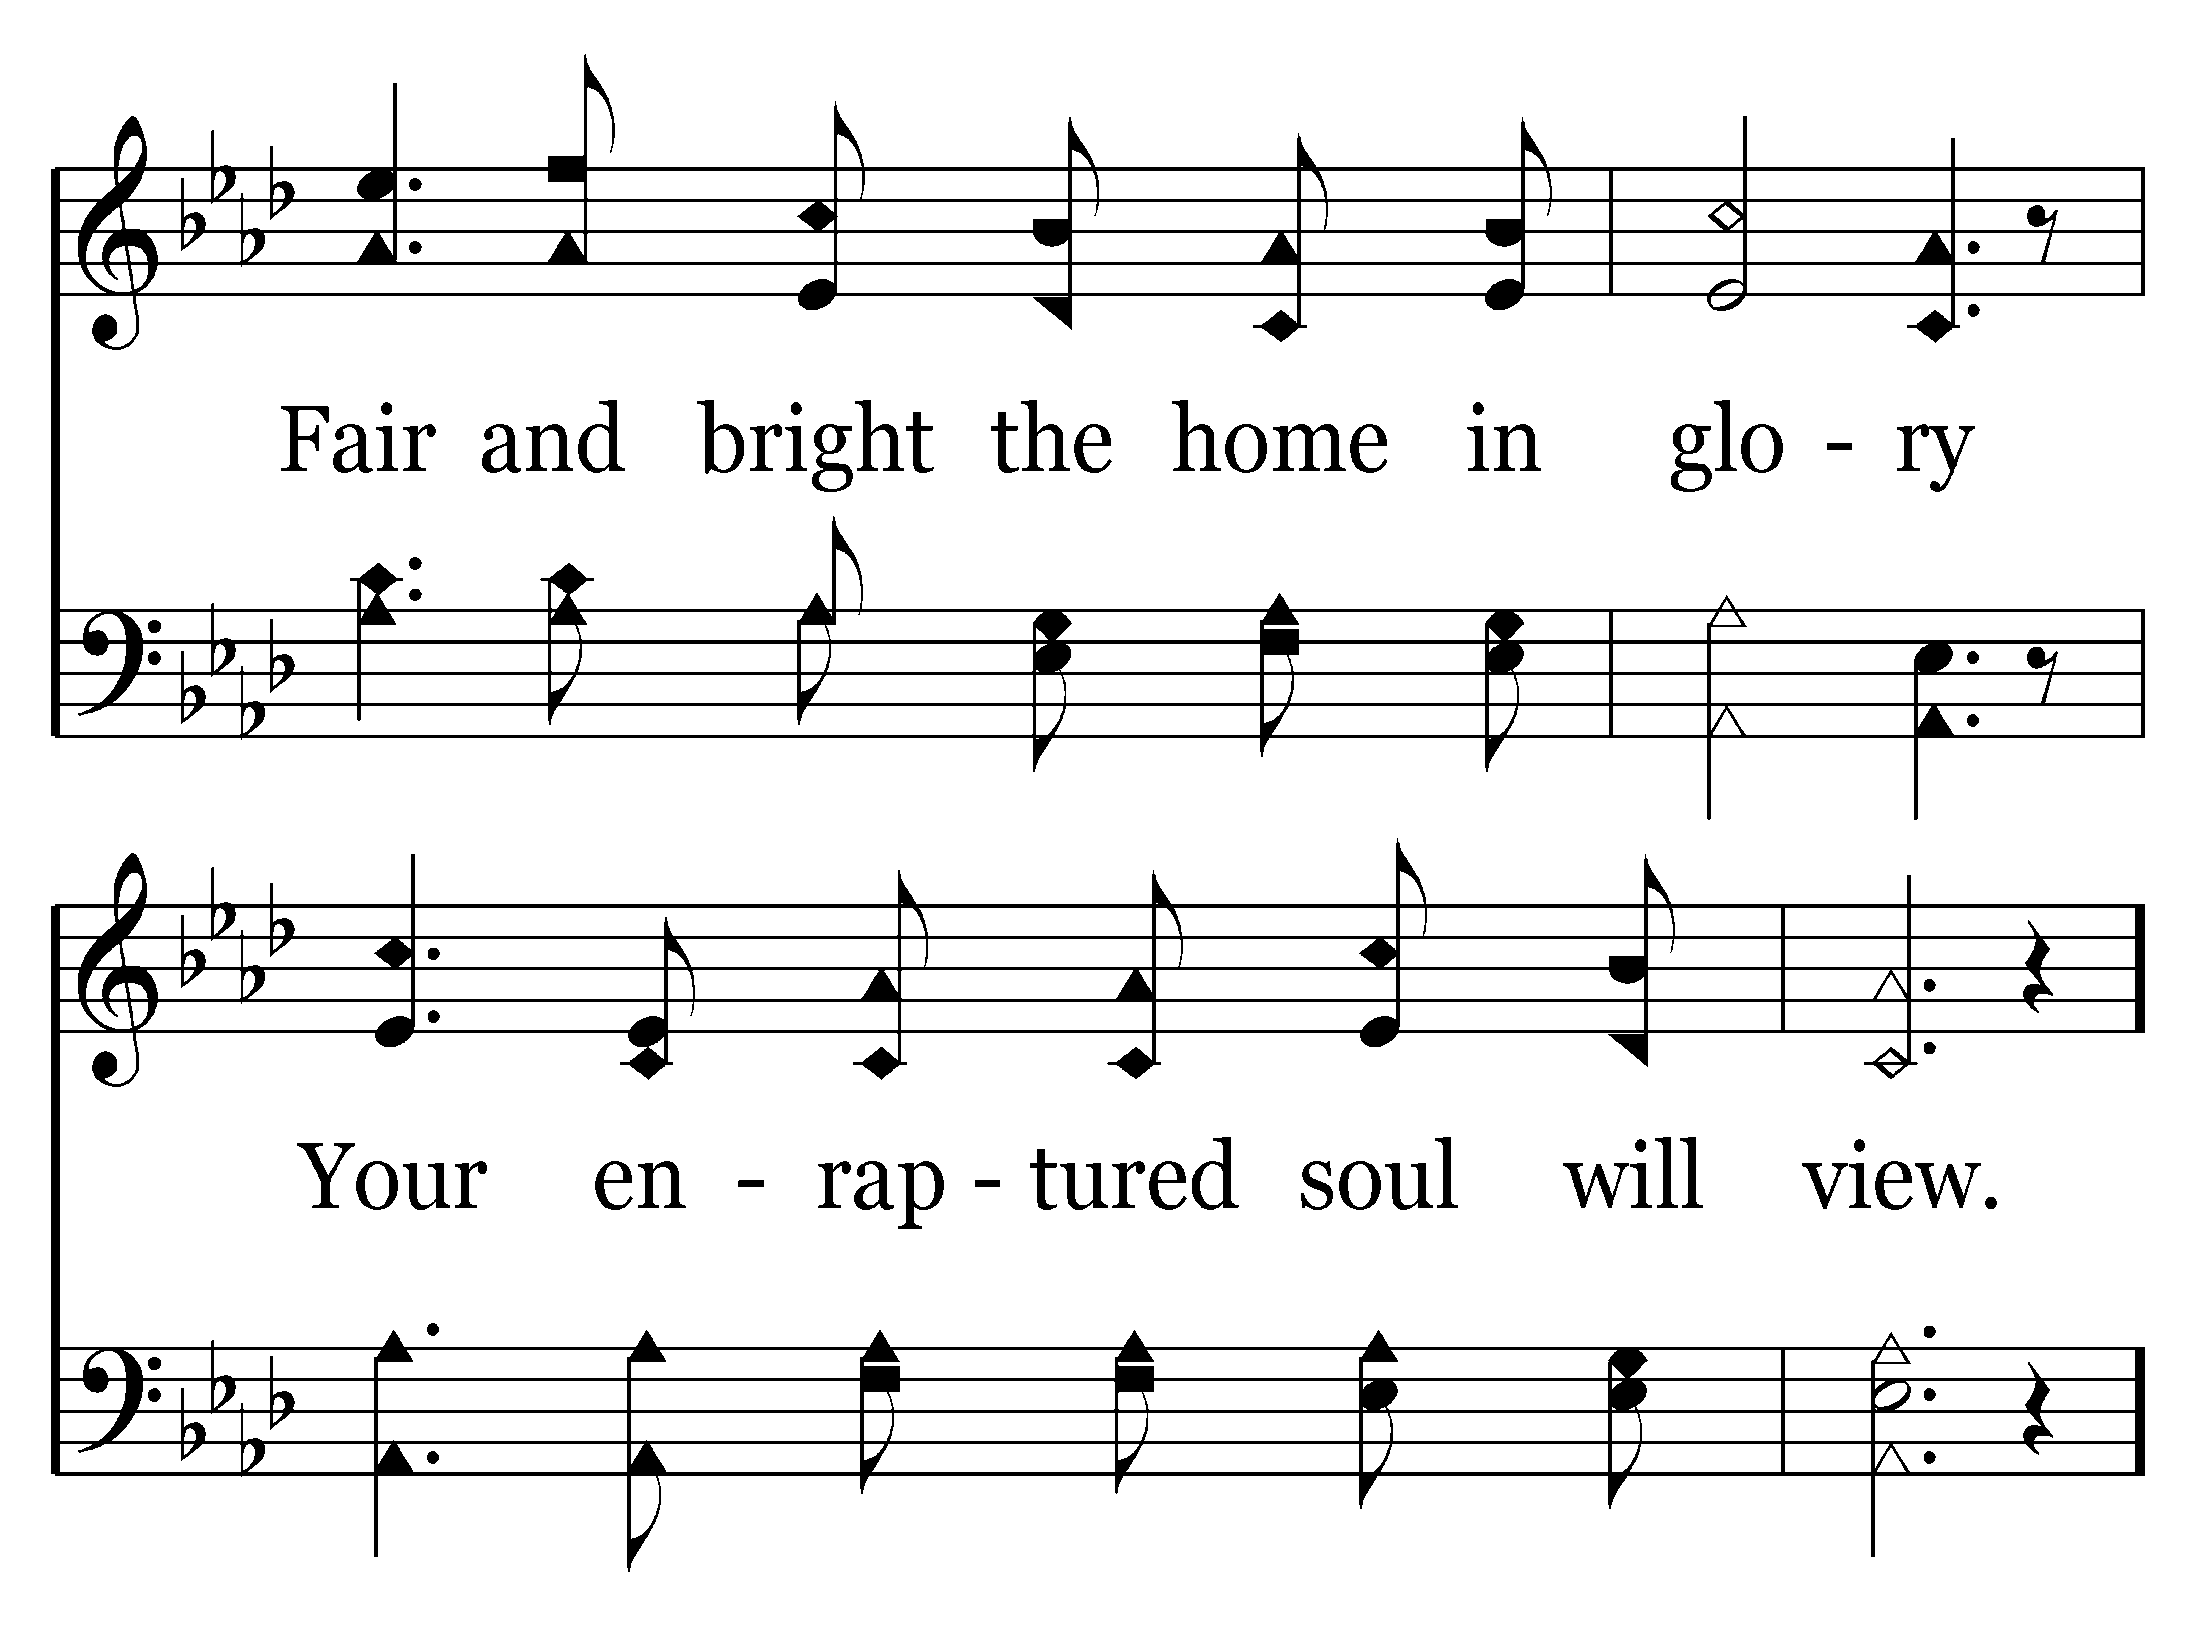 Fair and bright the home in glo - ry
Your en - rap - tured soul will view.